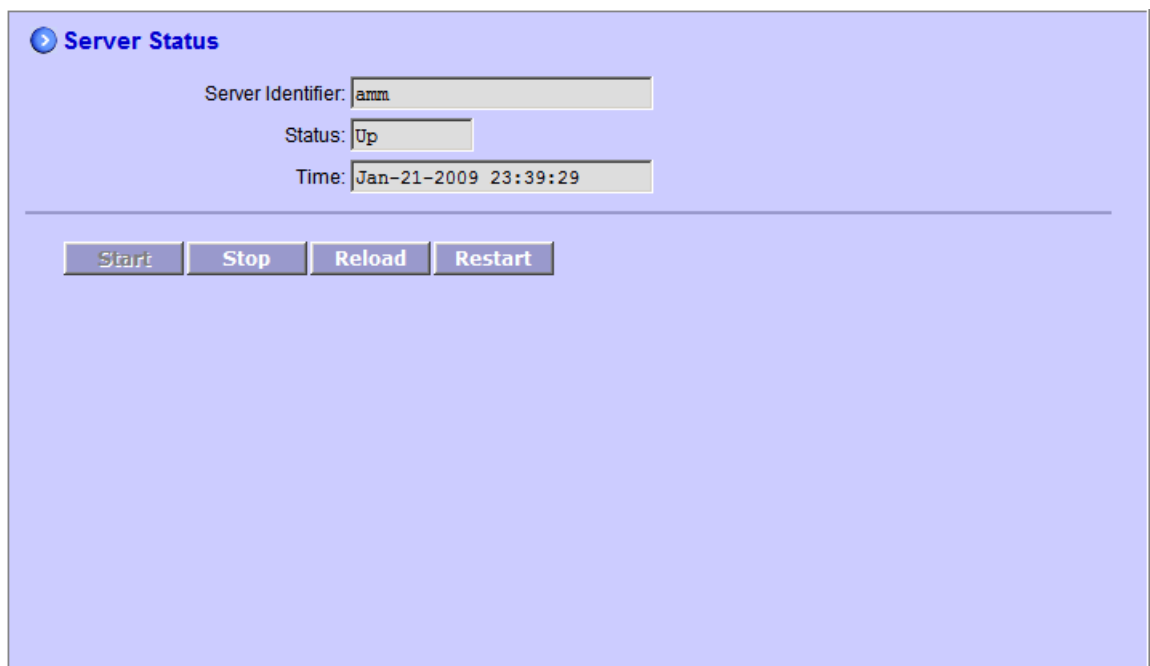 Server Status
Server Identifier: amm
Status: Up
Time: Jan-21-2009 23:39:29
Start Stop Reload Restart